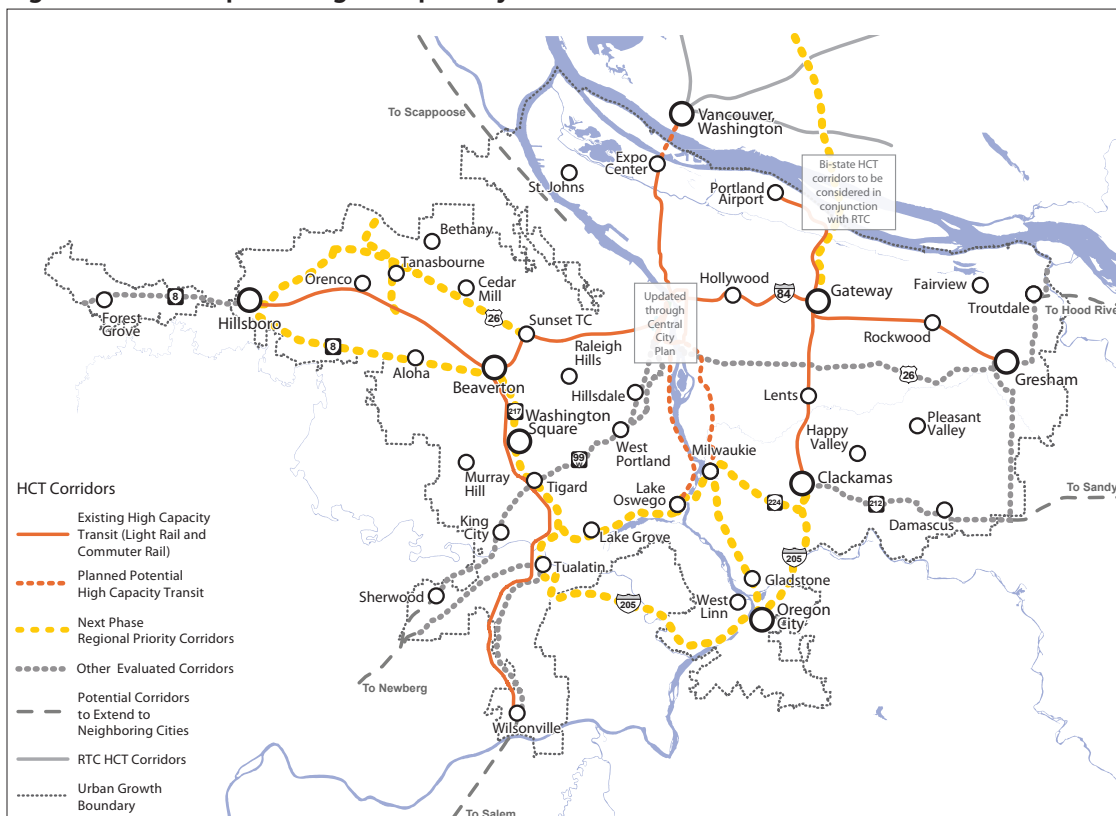 To Scappoose
Vancouver,
Washington
Expo
Center
St. Johns
Portland
Airport
Bi-state HCT
corridors to be
considered in
conjunction
with RTC
Bethany
Tanasbourne
Orenco
Cedar
Mill
8
Forest
Grove
Hillsboro
26
Sunset TC
8
Aloha
Beaverton
Raleigh
Hills
Updated
through
Central
City
Plan
Hollywood
84
Gateway
Fairview
Troutdale
To Hood Rive
Rockwood
26
Gresham
Hillsdale
217
Washington
Square
Lents
Happy
Valley
Pleasant
Valley
99
W
West
Portland
Milwaukie
Murray
Hill
Tigard
Lake
Oswego
Clackamas
224
212
To Sandy
Damascus
King
City
Lake Grove
205
Tualatin
Gladstone
Sherwood
205
West
Linn
Oregon
City
To Newberg
Wilsonville
To Salem
HCT Corridors
Existing High Capacity
Transit (Light Rail and
Commuter Rail)
Planned Potential
High Capacity Transit
Next Phase
Regional Priority Corridors
Other Evaluated Corridors
Potential Corridors
to Extend to
Neighboring Cities
RTC HCT Corridors
Urban Growth
Boundary